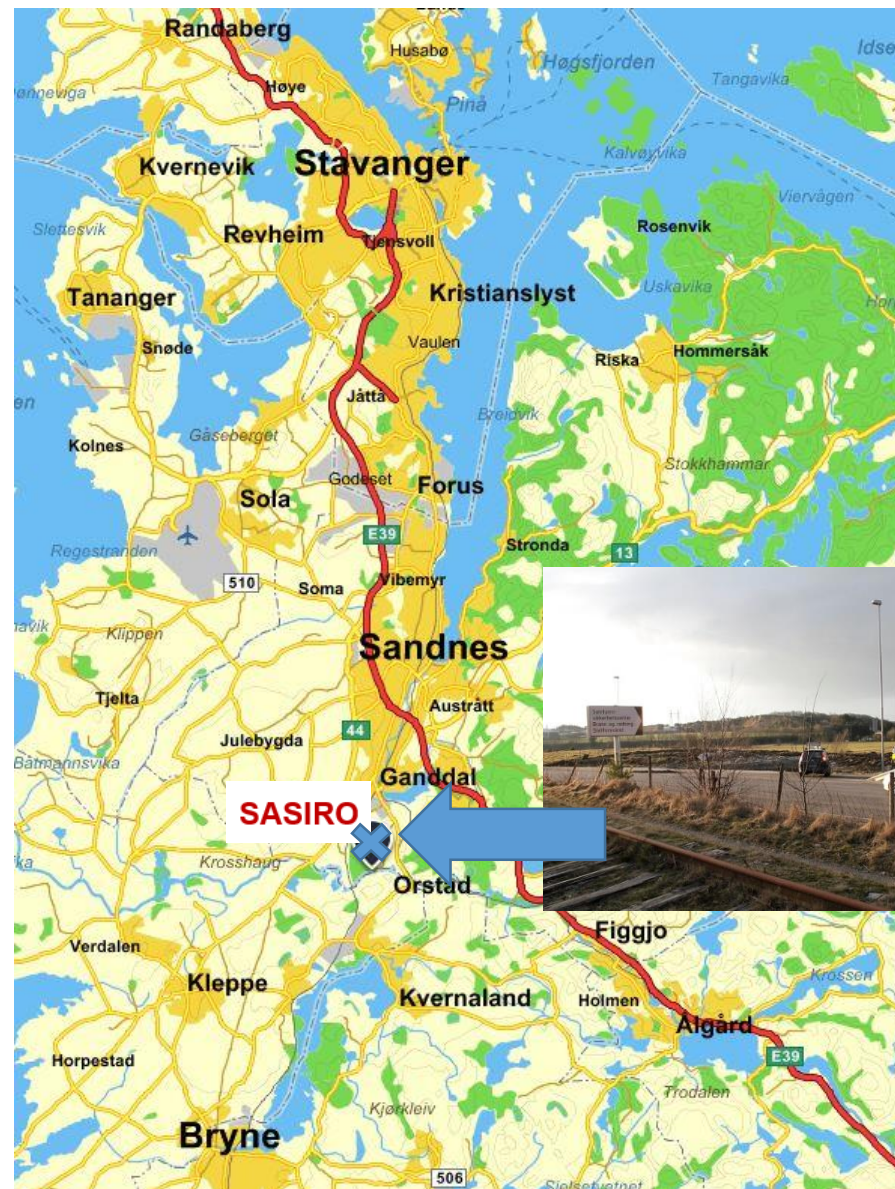 Randaberg
Husabø
Høgsfjorden
Tangavika
Høye
Pinå
Kvernevik
Stavanger
Kalvøyvika
Viervågen
Slettesvik
Revheim
Tjensvoll
Rosenvik
Uskavika
Tananger
Kristianslyst
Snøde
Vaulen
Riska
Hommersåk
Jåttå
Breidvik
Kolnes
Gåseberget
Stokkhammar
Godeset
Sola
Forus
E39
Stronda
13
Regestranden
510
Soma
Vibemyr
Klippen
Sandnes
Tjelta
Austrått
44
Julebygda
Båtmannsvika
Ganddal
SASIRO
Krosshaug
Orstad
Figgjo
Verdalen
Kleppe
Kvernaland
Holmen
Krossen
Ålgård
E39
Horpestad
Trodalen
Kjørkleiv
Bryne
506